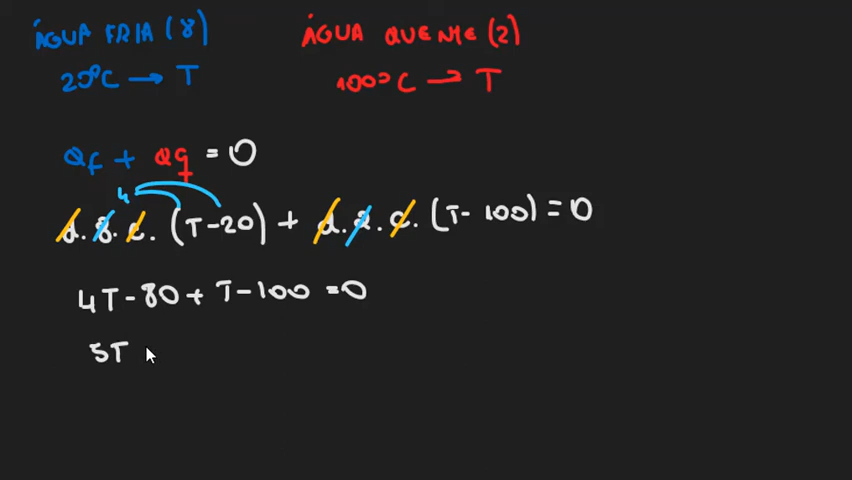 ÁGUA FRIA (8) ÁGUA QUENTE (2)
20°C → T 100°C → T
Qf + Qq = 0
4
d.8.c.(T-20) + d.2.c.(T-100) = 0
4T - 80 + T - 100 = 0
5T